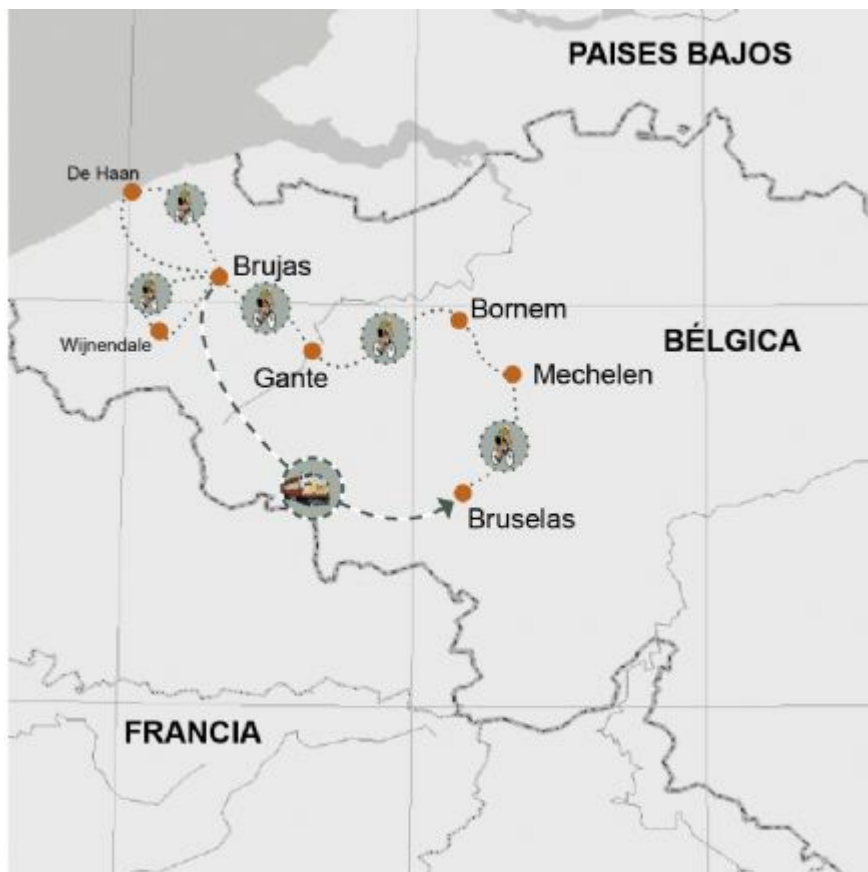 PAISES BAJOS
De Haan
Brujas
Bornem
Wijnendale
BÉLGICA
Gante
Mechelen
Bruselas
FRANCIA